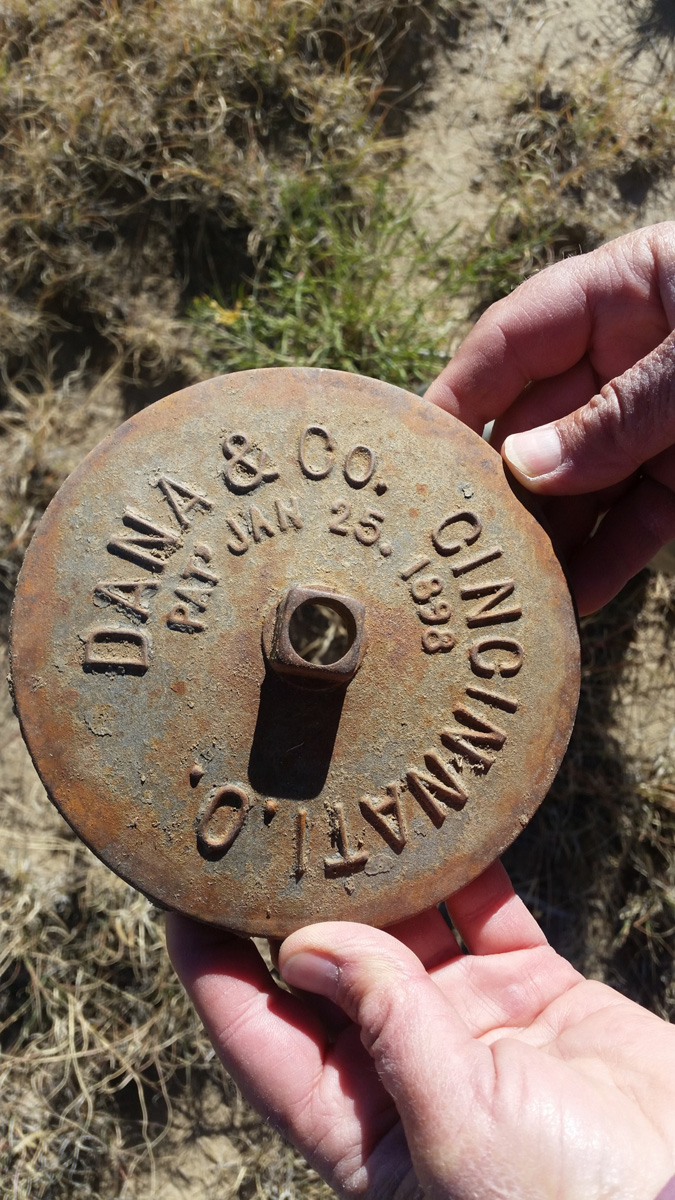 DANA & CO.
CINCINNATI. O.
PAT. JAN 25. 1898